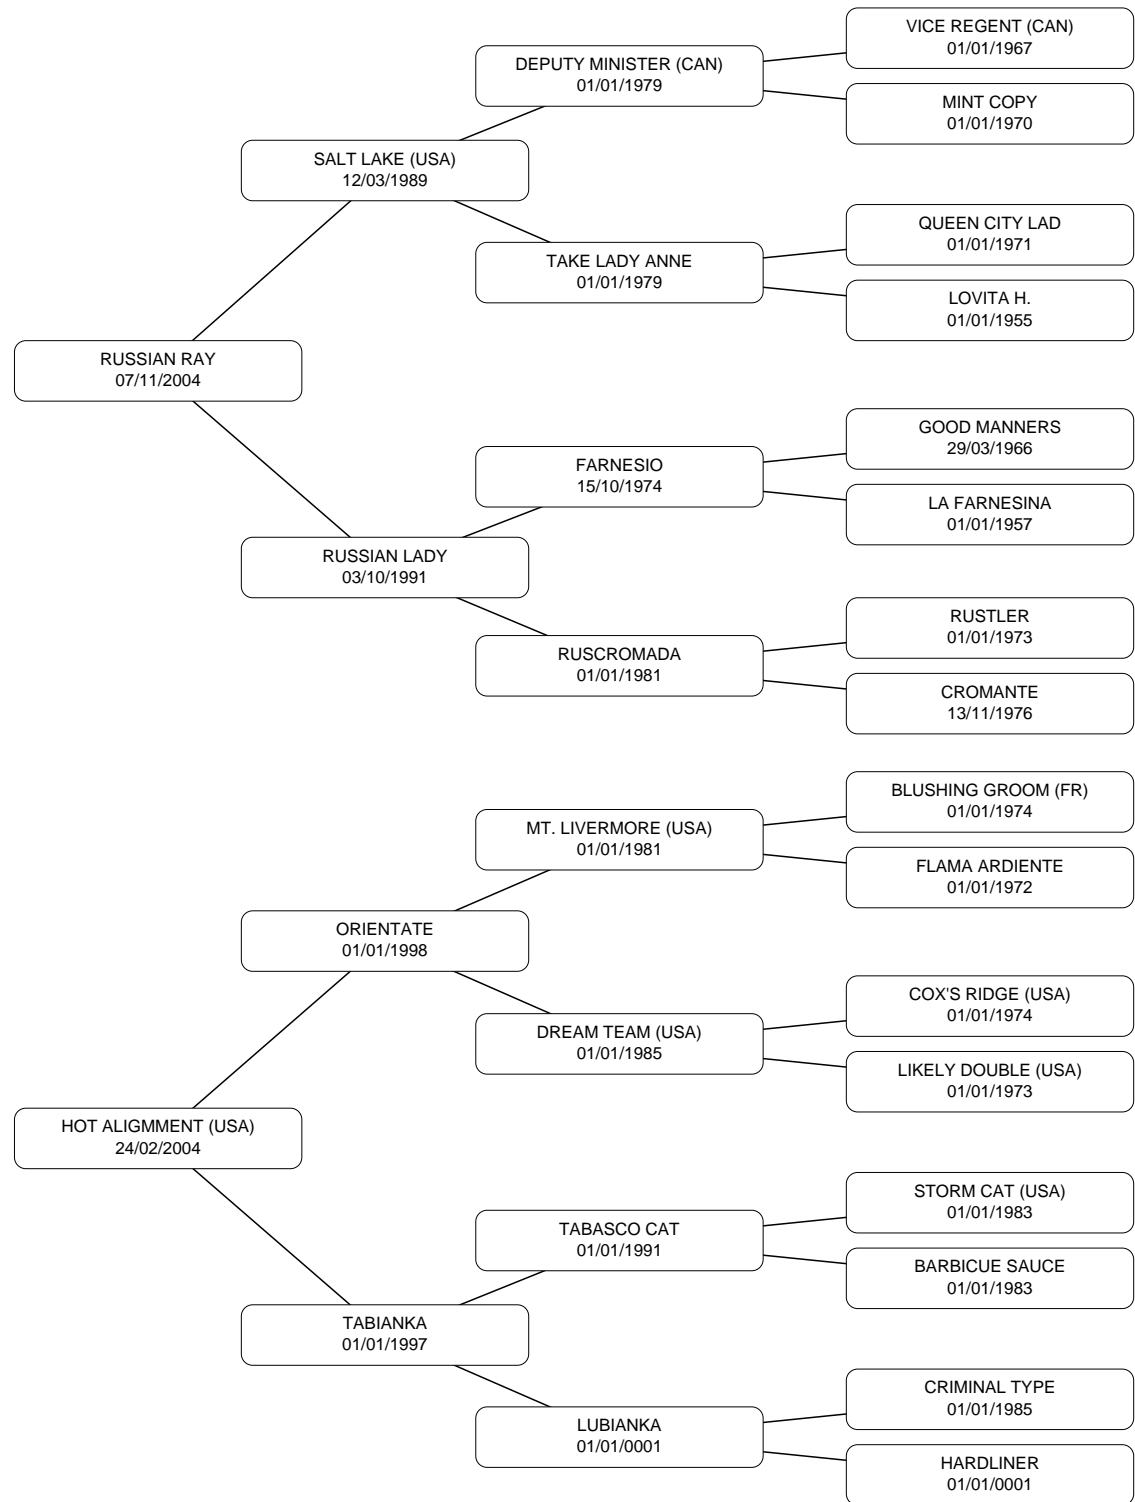 VICE REGENT (CAN)
01/01/1967
DEPUTY MINISTER (CAN)
01/01/1979
MINT COPY
01/01/1970
SALT LAKE (USA)
12/03/1989
QUEEN CITY LAD
01/01/1971
TAKE LADY ANNE
01/01/1979
LOVITA H.
01/01/1955
RUSSIAN RAY
07/11/2004
GOOD MANNERS
29/03/1966
FARNESIO
15/10/1974
LA FARNESINA
01/01/1957
RUSSIAN LADY
03/10/1991
RUSTLER
01/01/1973
RUSCROMADA
01/01/1981
CROMANTE
13/11/1976
BLUSHING GROOM (FR)
01/01/1974
MT. LIVERMORE (USA)
01/01/1981
FLAMA ARDIENTE
01/01/1972
ORIENTATE
01/01/1998
COX'S RIDGE (USA)
01/01/1974
DREAM TEAM (USA)
01/01/1985
LIKELY DOUBLE (USA)
01/01/1973
HOT ALIGMMENT (USA)
24/02/2004
STORM CAT (USA)
01/01/1983
TABASCO CAT
01/01/1991
BARBICUE SAUCE
01/01/1983
TABIANKA
01/01/1997
CRIMINAL TYPE
01/01/1985
LUBIANKA
01/01/0001
HARDLINER
01/01/0001